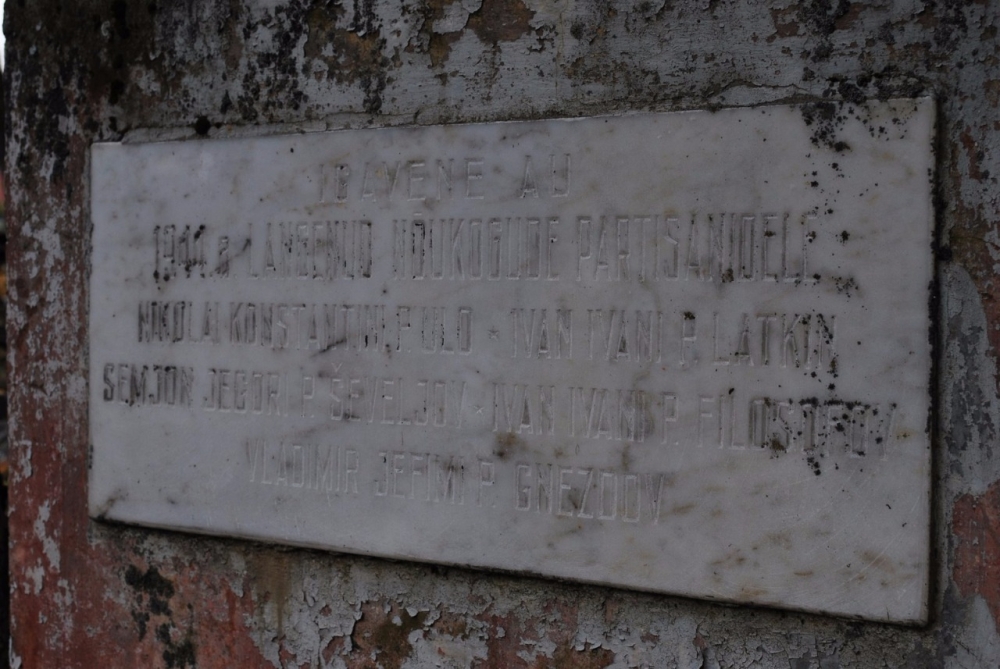 IGAVENE AU
1944.a. LANGENUD NÕUKOGUDE PARTISANIDELE
NIKOLAI KONSTANTINI P. ULO * IVAN IVANI P. LATKIN
SEMJON JEGORI P. ŠEVELJOV * IVAN IVANI P. FILOSOFOV
VLADIMIR JEFIMI P. GNEZDOV